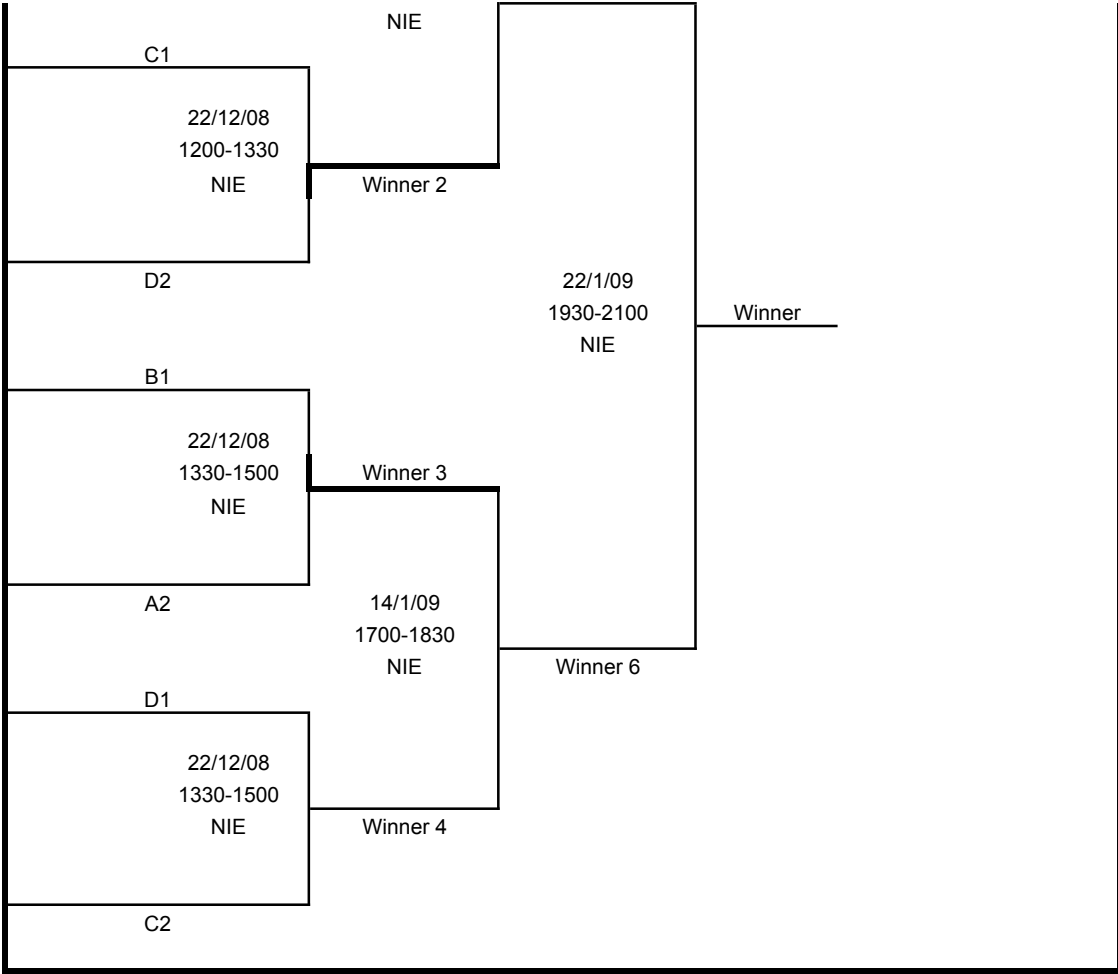 NIE
C1
22/12/08
1200-1330
NIE
Winner 2
D2
22/1/09
1930-2100
NIE
Winner
B1
22/12/08
1330-1500
NIE
Winner 3
A2
14/1/09
1700-1830
NIE
Winner 6
D1
22/12/08
1330-1500
NIE
Winner 4
C2